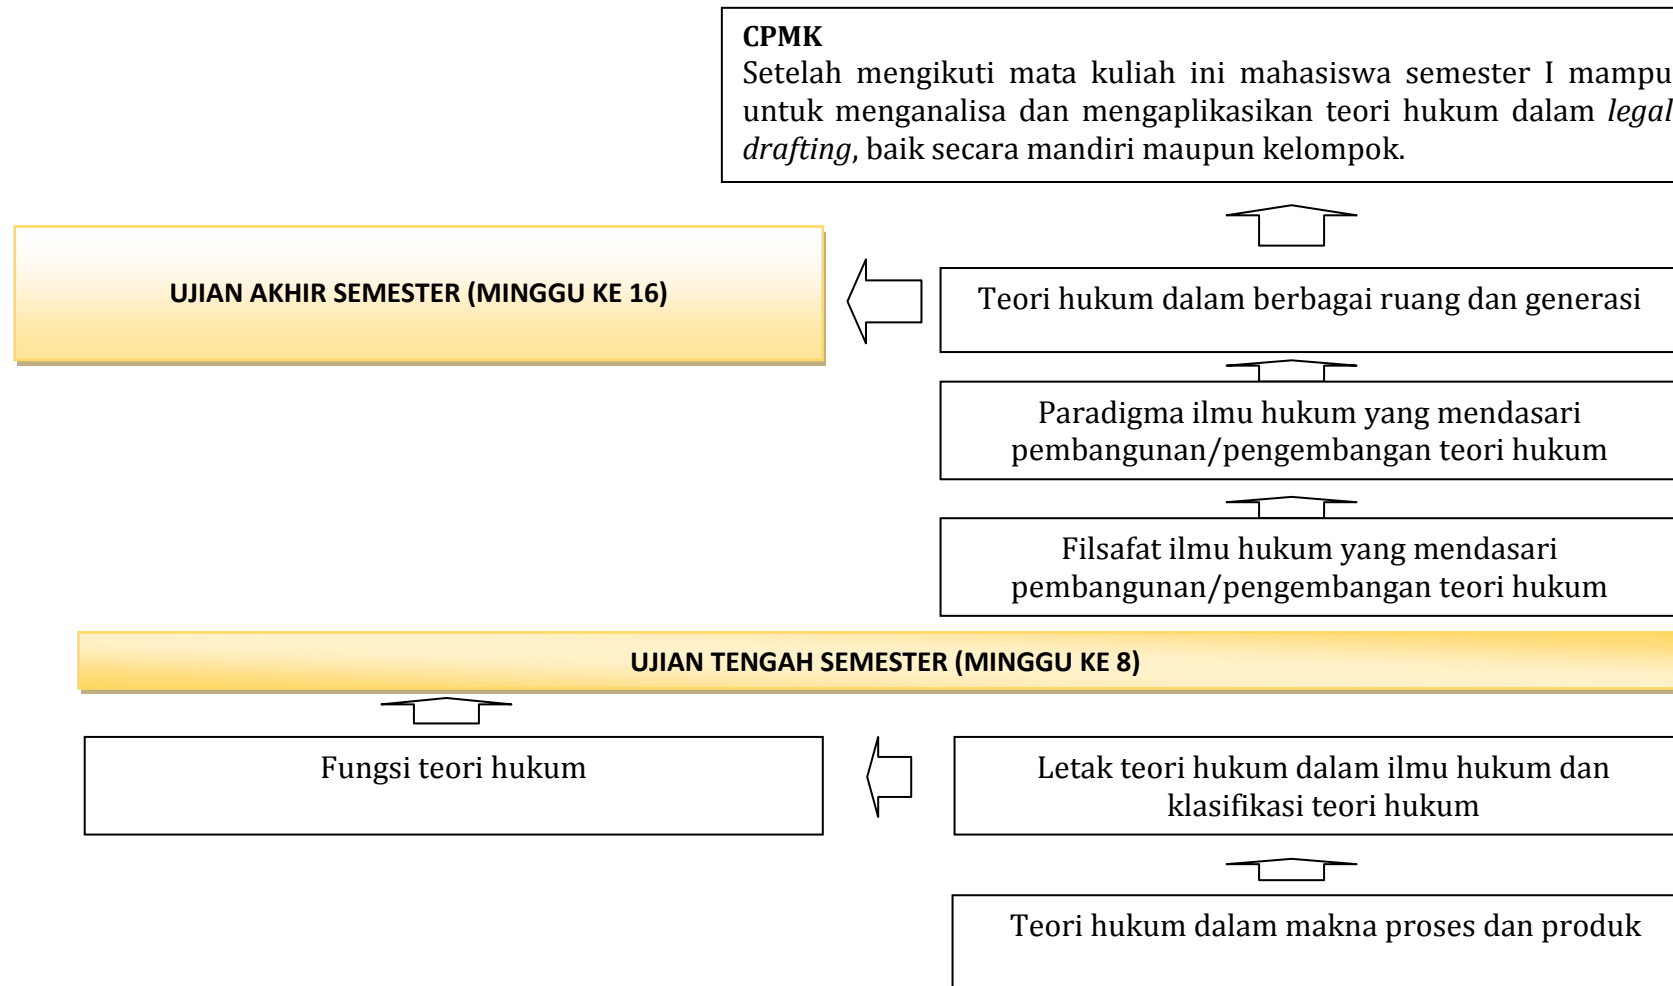 CPMK
Setelah mengikuti mata kuliah ini mahasiswa semester I mampu
untuk menganalisa dan mengaplikasikan teori hukum dalam legal
drafting, baik secara mandiri maupun kelompok.
UJIAN AKHIR SEMESTER (MINGGU KE 16)
Teori hukum dalam berbagai ruang dan generasi
Paradigma ilmu hukum yang mendasari
pembangunan/pengembangan teori hukum
Filsafat ilmu hukum yang mendasari
pembangunan/pengembangan teori hukum
UJIAN TENGAH SEMESTER (MINGGU KE 8)
Fungsi teori hukum
Letak teori hukum dalam ilmu hukum dan
klasifikasi teori hukum
Teori hukum dalam makna proses dan produk